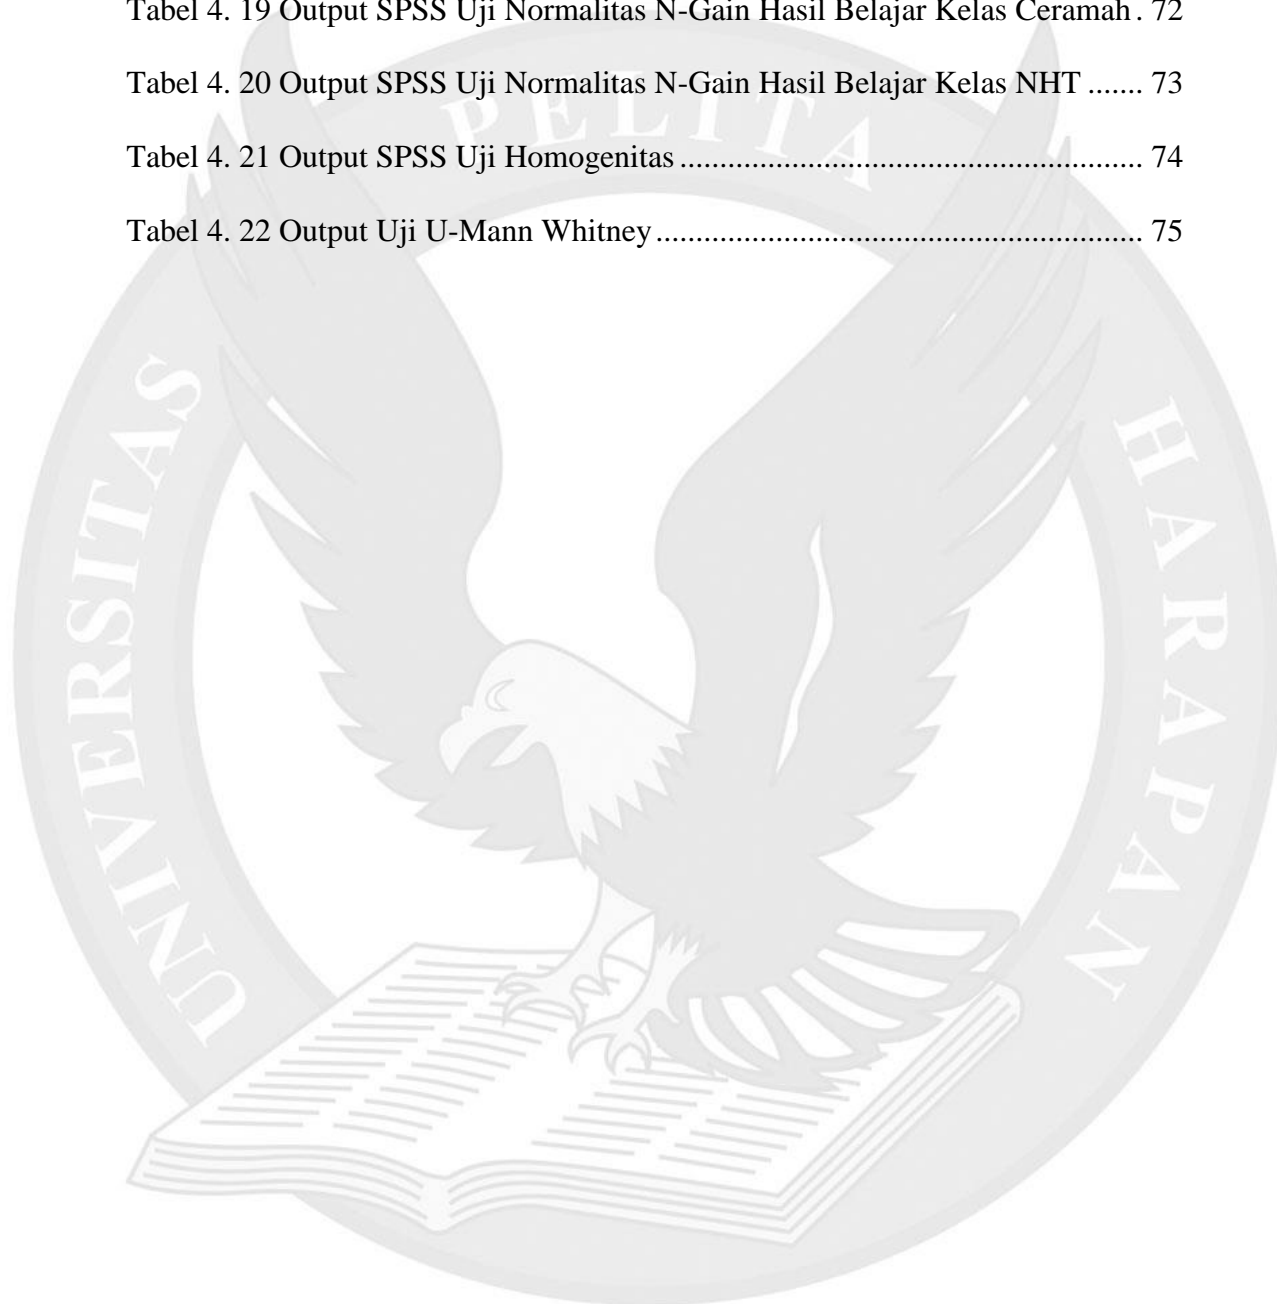 Tabel 4. 19 Output SPSS Uji Normalitas N-Gain Hasil Belajar Kelas Ceramah . 72
Tabel 4. 20 Output SPSS Uji Normalitas N-Gain Hasil Belajar Kelas NHT ....... 73
Tabel 4. 21 Output SPSS Uji Homogenitas ........................................................... 74
Tabel 4. 22 Output Uji U-Mann Whitney .............................................................. 75
UNIVERSITAS PELITA HARAPAN